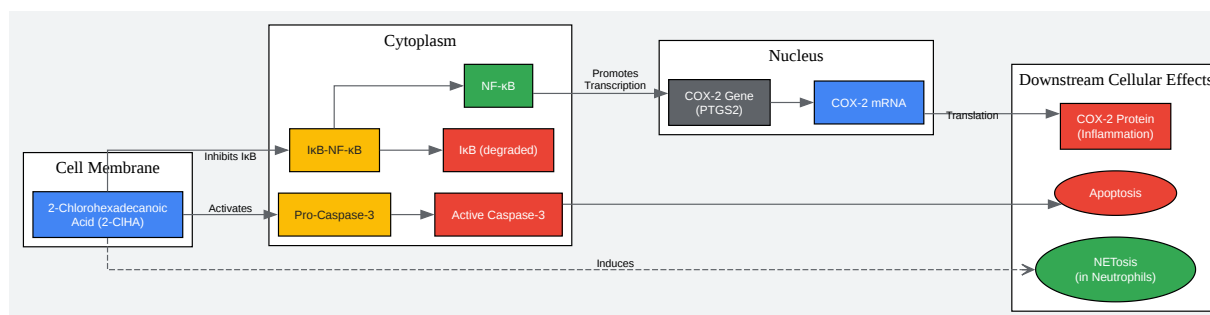 Cytoplasm
Nucleus
Downstream Cellular Effects
Cell Membrane
2-Chlorohexadecanoic
Acid (2-ClHA)
Inhibits IκB
Activates
IκB-NF-κB
NF-κB
IκB (degraded)
Pro-Caspase-3
Active Caspase-3
Promotes
Transcription
COX-2 Gene
(PTGS2)
COX-2 mRNA
Translation
COX-2 Protein
(Inflammation)
Apoptosis
Induces
NETosis
(in Neutrophils)